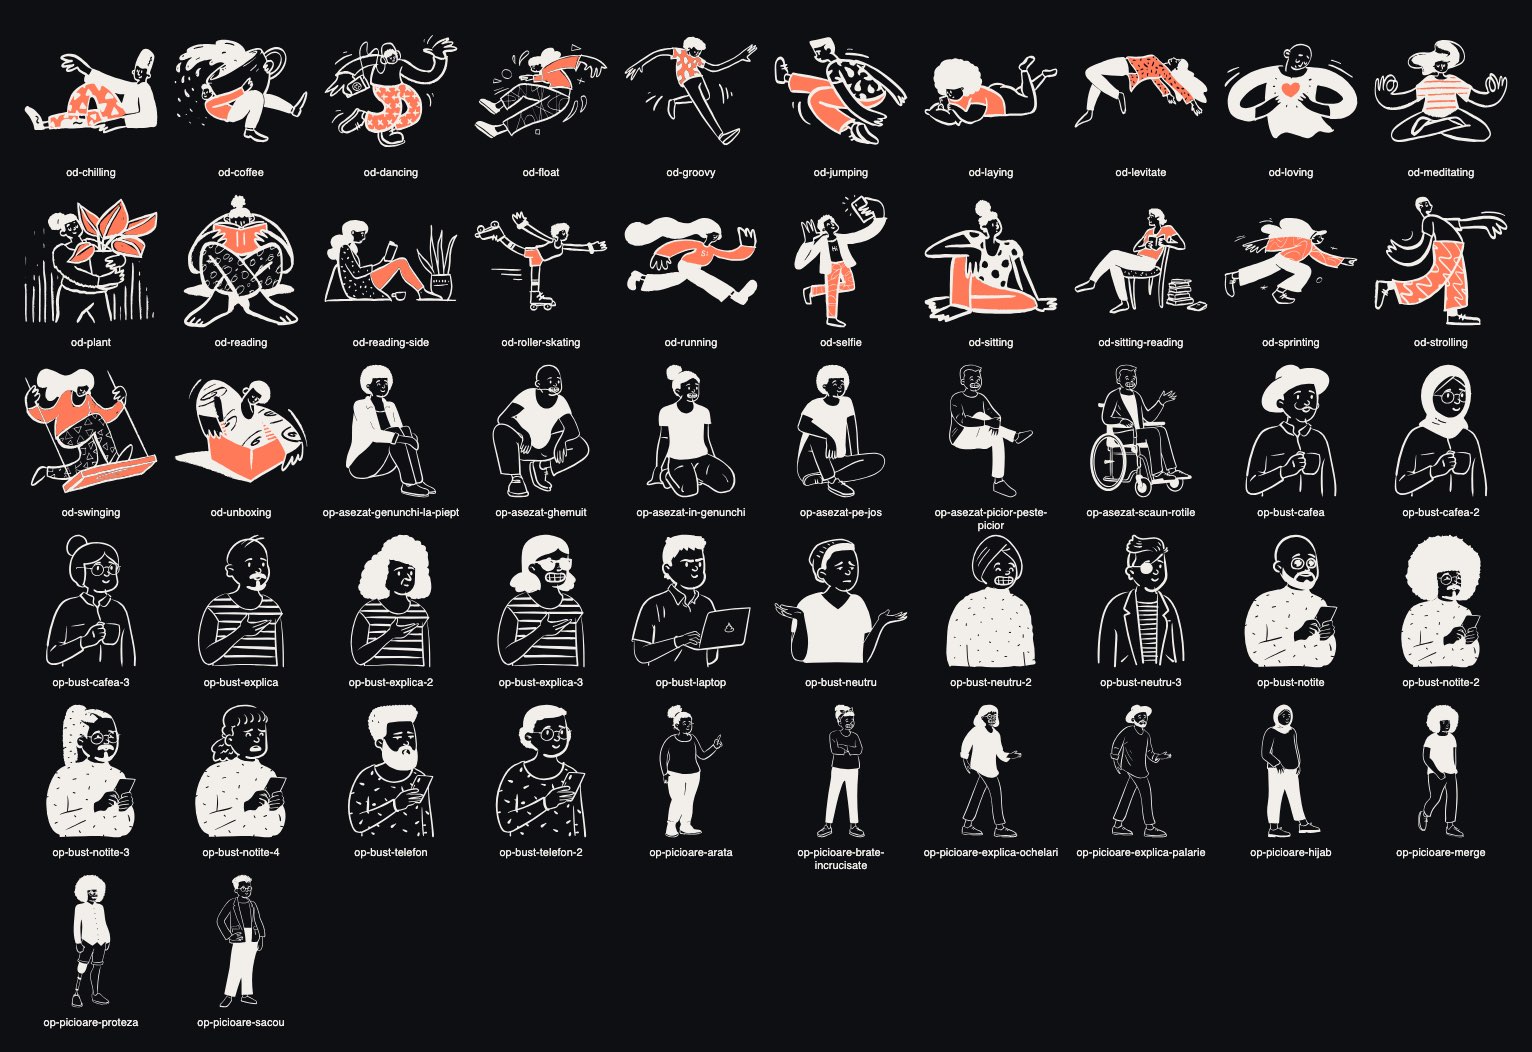 od-chilling
od-coffee
od-dancing
od-float
od-groovy
od-jumping
od-laying
od-levitate
od-loving
od-meditating
od-plant
od-reading
od-reading-side
od-roller-skating
od-running
od-selfie
od-sitting
od-sitting-reading
od-sprinting
od-strolling
od-swinging
od-unboxing
op-asezat-genunchi-la-piept
op-asezat-ghemuit
op-asezat-in-genunchi
op-asezat-pe-jos
op-asezat-picior-peste-
picior
op-asezat-scaun-rotile
op-bust-cafea
op-bust-cafea-2
op-bust-cafea-3
op-bust-explica
op-bust-explica-2
op-bust-explica-3
op-bust-laptop
op-bust-neutru
op-bust-neutru-2
op-bust-neutru-3
op-bust-notite
op-bust-notite-2
op-bust-notite-3
op-bust-notite-4
op-bust-telefon
op-bust-telefon-2
op-picioare-arata
op-picioare-brate-
incrucisate
op-picioare-explica-ochelari
op-picioare-explica-palarie
op-picioare-hijab
op-picioare-merge
op-picioare-proteza
op-picioare-sacou